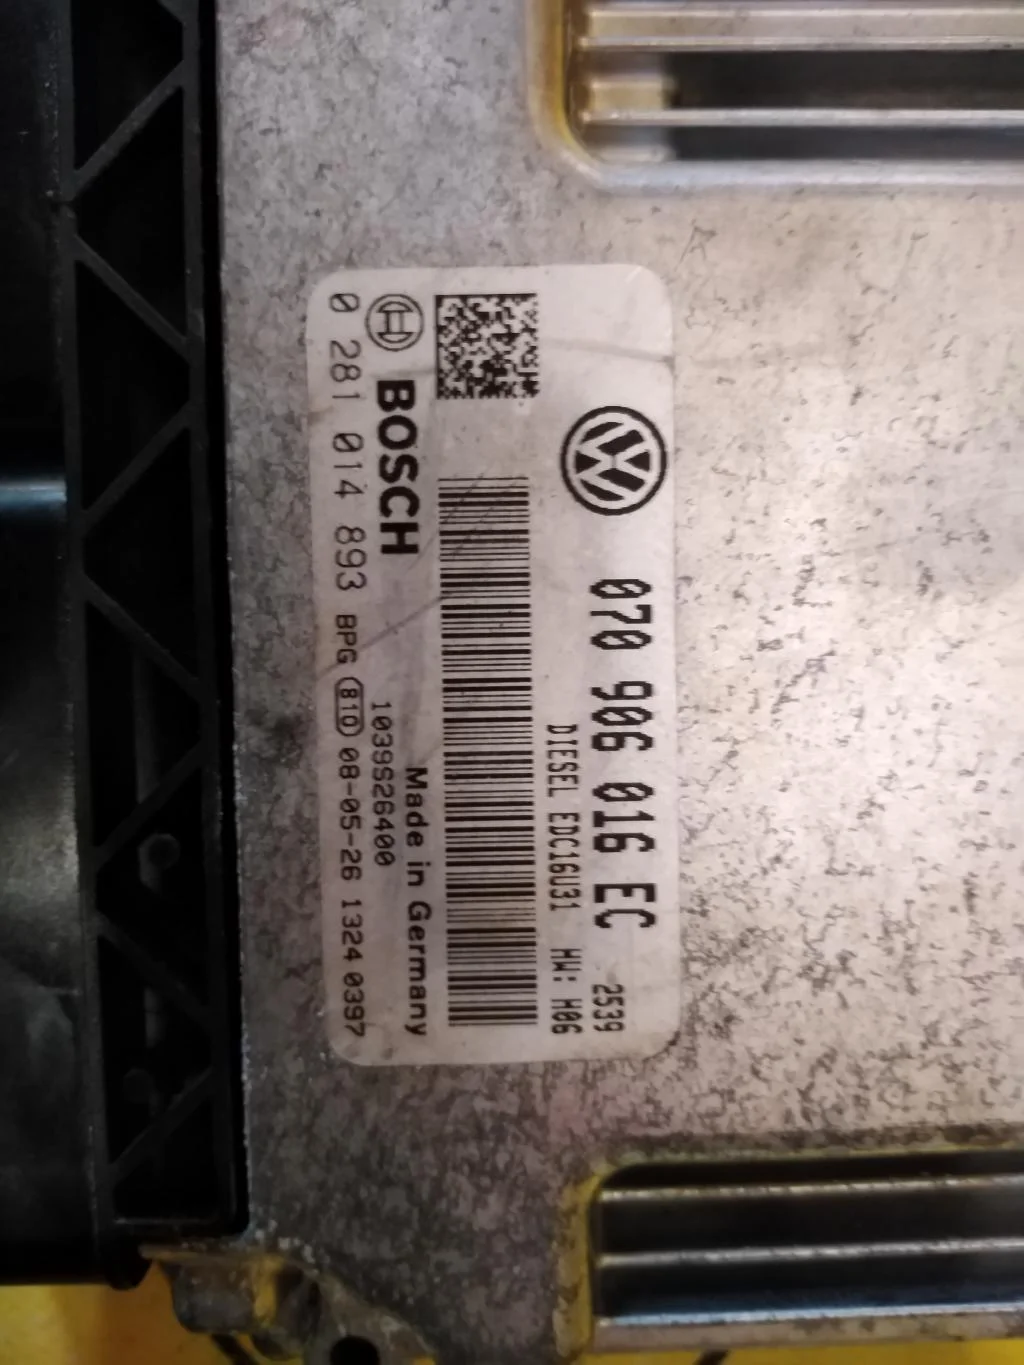 070 906 016 EC
2539
DIESEL EDC16U31 HW: H06
BOSCH
Made in Germany
1039S26400
0 281 014 893 BPG 81D 08-05-26 1324 0397